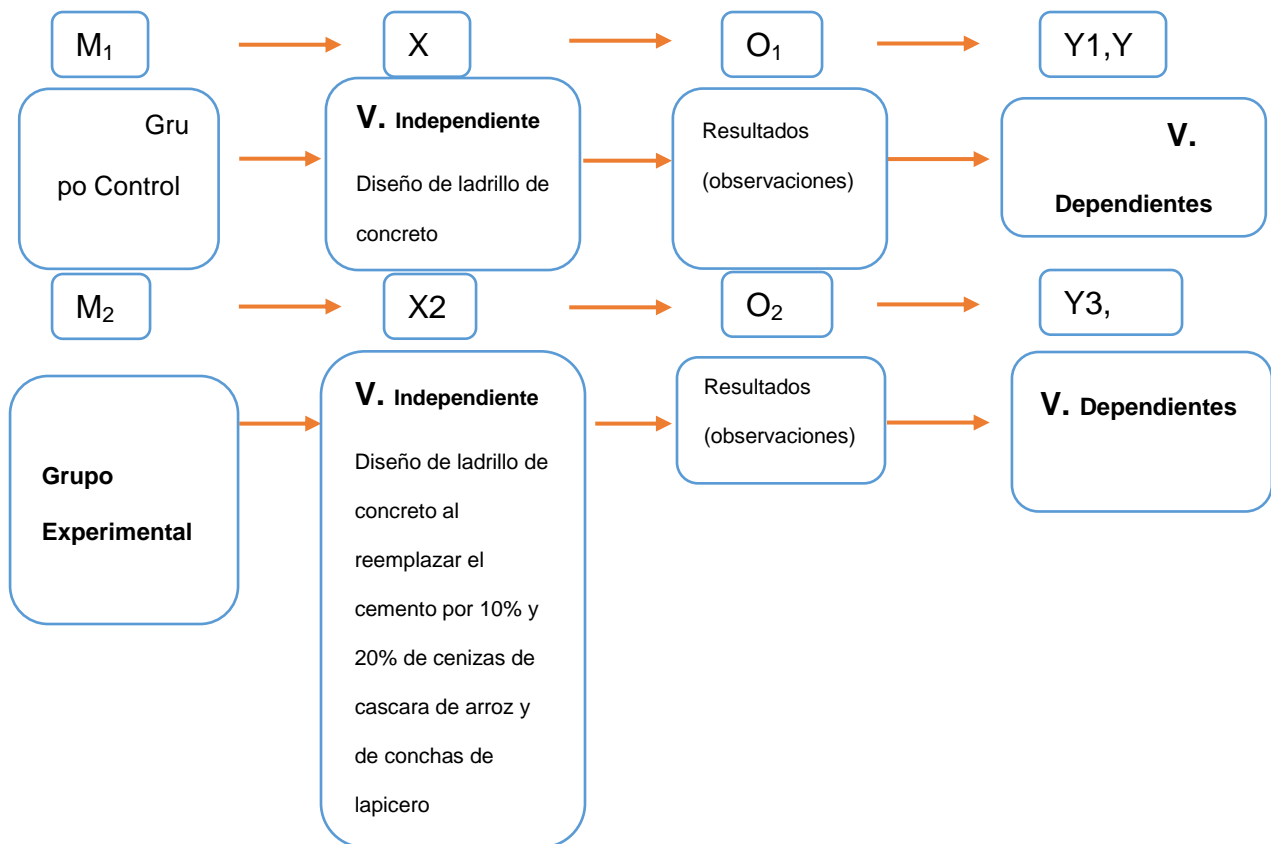 M₁
X
O₁
Y1,Y
Gru
po Control
V. Independiente
Diseño de ladrillo de
concreto
Resultados
(observaciones)
V.
Dependientes
M₂
X2
O₂
Y3,
Grupo
Experimental
V. Independiente
Diseño de ladrillo de
concreto al
reemplazar el
cemento por 10% y
20% de cenizas de
cascara de arroz y
de conchas de
lapicero
Resultados
(observaciones)
V. Dependientes